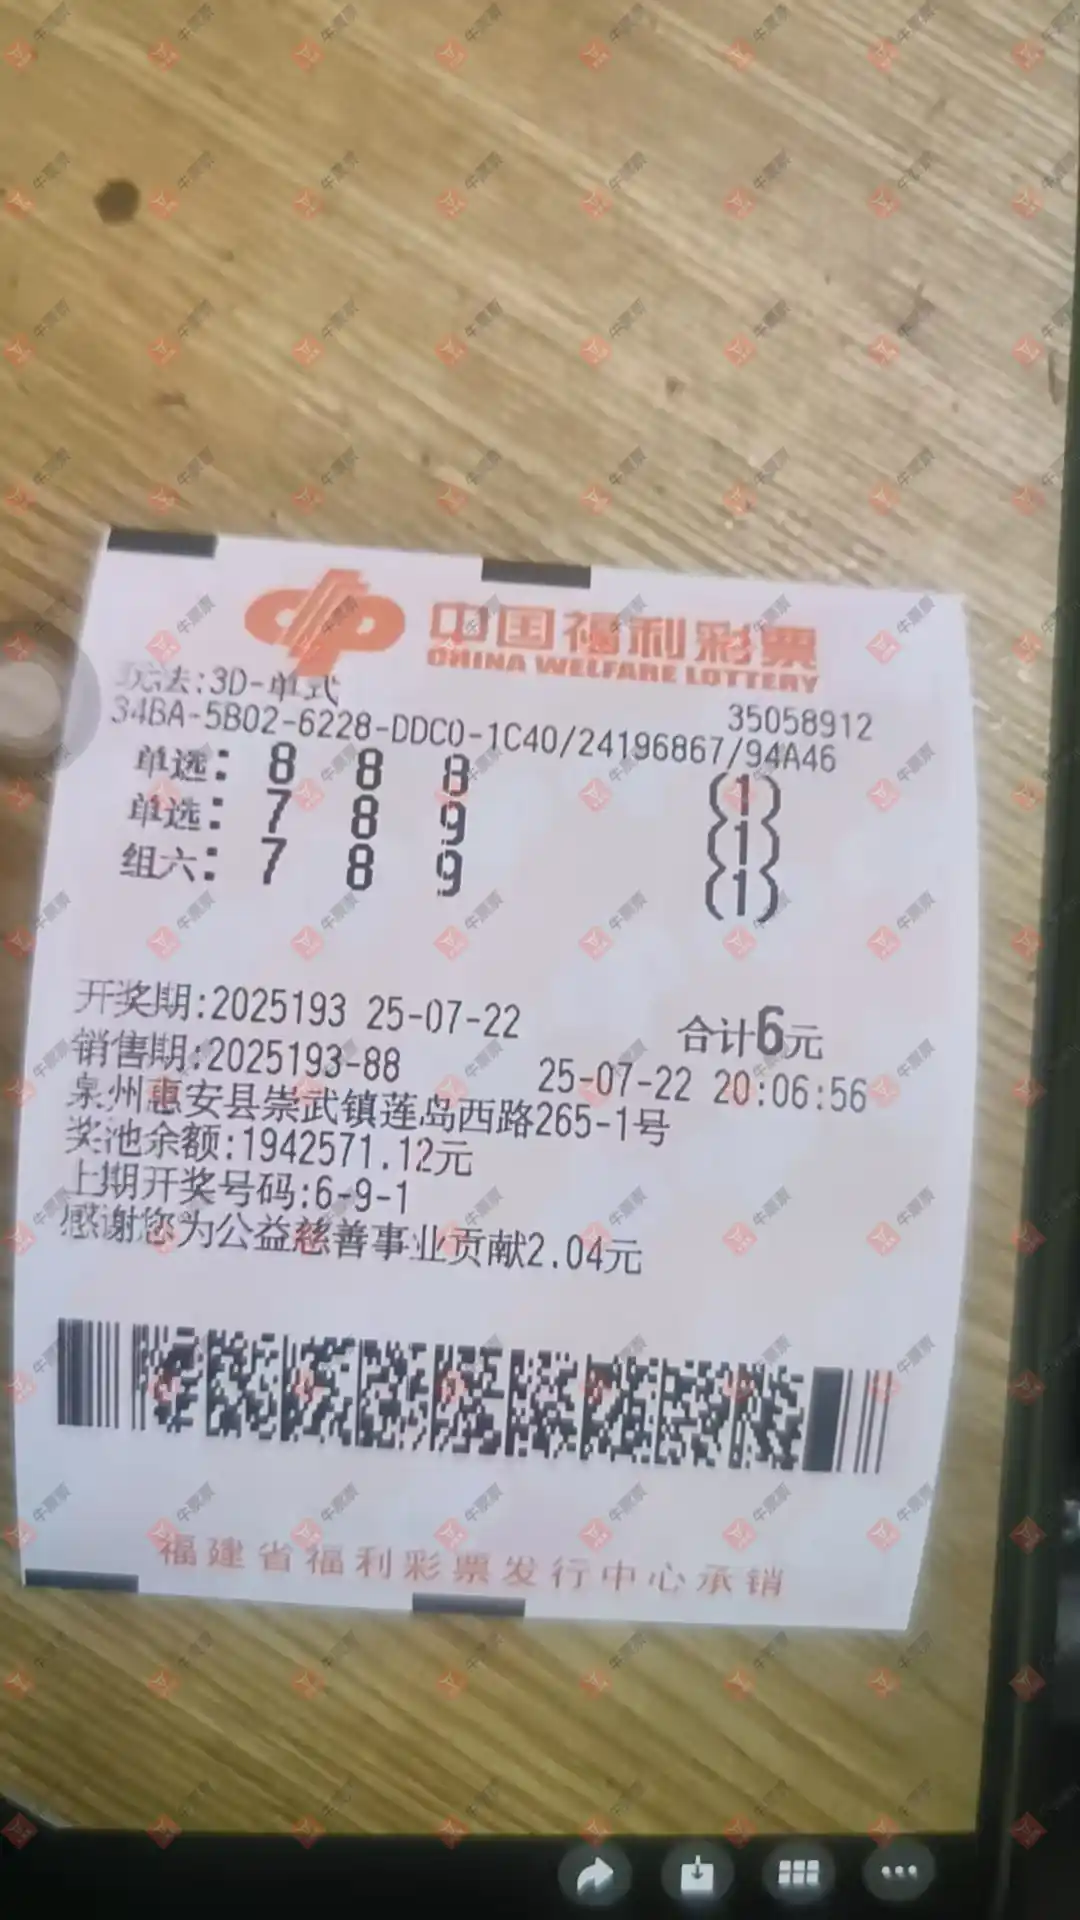 中国福利彩票
CHINA WELFARE LOTTERY
玩法:3D-单式
35058912
34BA-5B02-6228-DDC0-1C40/24196867/94A46
单选: 8 8 8 (1)
单选: 7 8 9 (1)
组六: 7 8 9 (1)
开奖期:2025193 25-07-22 合计6元
销售期:2025193-88 25-07-22 20:06:56
泉州惠安县崇武镇莲岛西路265-1号
奖池余额:1942571.12元
上期开奖号码:6-9-1
感谢您为公益慈善事业贡献2.04元
福建省福利彩票发行中心承销
牛票票